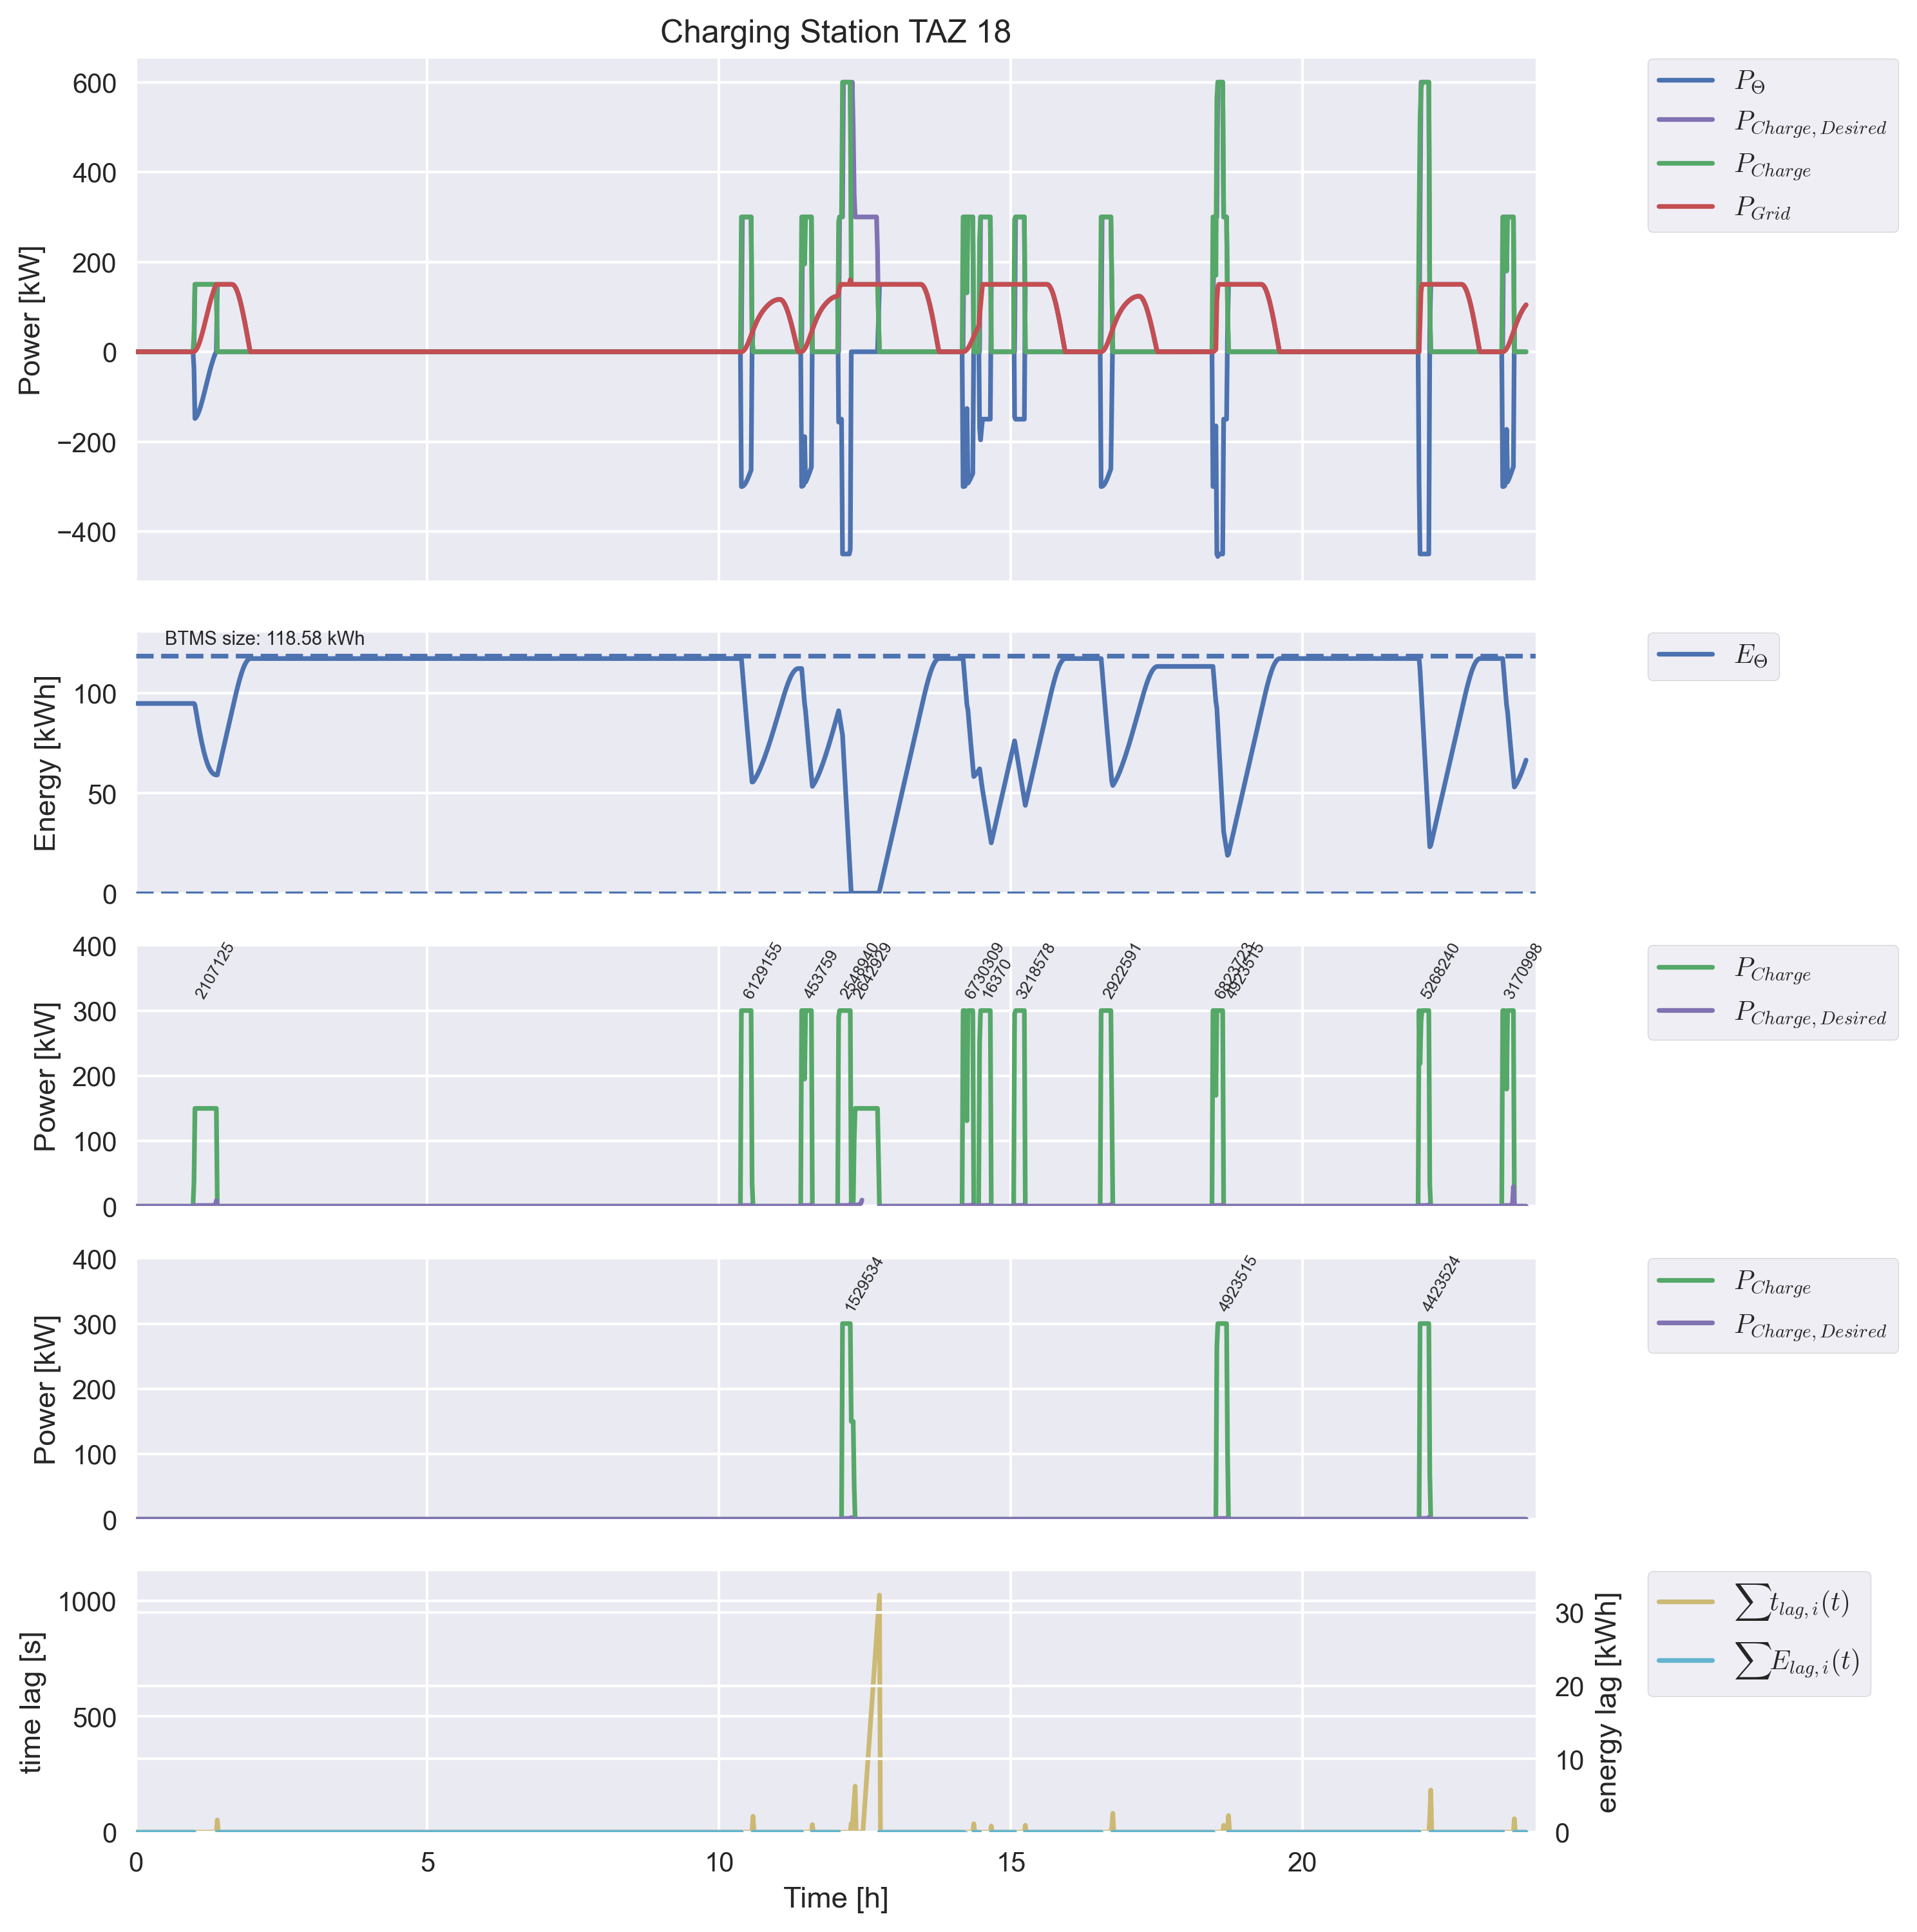 Charging Station TAZ 18
Power [kW]
600
400
200
0
−200
−400
P_Θ
P_Charge, Desired
P_Charge
P_Grid
BTMS size: 118.58 kWh
Energy [kWh]
100
50
0
E_Θ
Power [kW]
400
300
200
100
0
2107125
6129155
453759
2548940
2642929
6730309
16370
3218578
2922591
6823723
4923515
5268240
3170998
P_Charge
P_Charge, Desired
Power [kW]
400
300
200
100
0
1529534
4923515
4423524
P_Charge
P_Charge, Desired
time lag [s]
1000
500
0
energy lag [kWh]
30
20
10
0
∑t_lag, i(t)
∑E_lag, i(t)
0
5
10
15
20
Time [h]